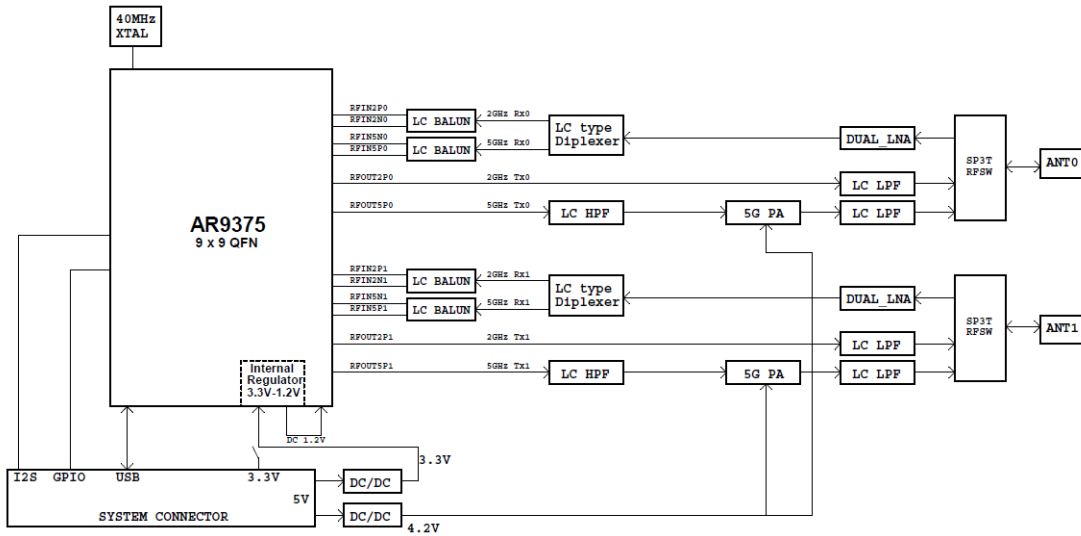 40MHz
XTAL
AR9375
9 x 9 QFN
RFIN2P0
RFIN2N0
RFIN5N0
RFIN5P0
RFOUT2P0
RFOUT5P0
LC BALUN
LC BALUN
2GHz Rx0
5GHz Rx0
2GHz Tx0
5GHz Tx0
LC type
Diplexer
LC HPF
5G PA
DUAL_LNA
LC LPF
LC LPF
SP3T
RFSW
ANT0
RFIN2P1
RFIN2N1
RFIN5N1
RFIN5P1
RFOUT2P1
RFOUT5P1
LC BALUN
LC BALUN
2GHz Rx1
5GHz Rx1
2GHz Tx1
5GHz Tx1
LC type
Diplexer
LC HPF
5G PA
DUAL_LNA
LC LPF
LC LPF
SP3T
RFSW
ANT1
Internal
Regulator
3.3V-1.2V
DC 1.2V
3.3V
I2S GPIO USB 3.3V
5V
SYSTEM CONNECTOR
DC/DC
DC/DC
4.2V